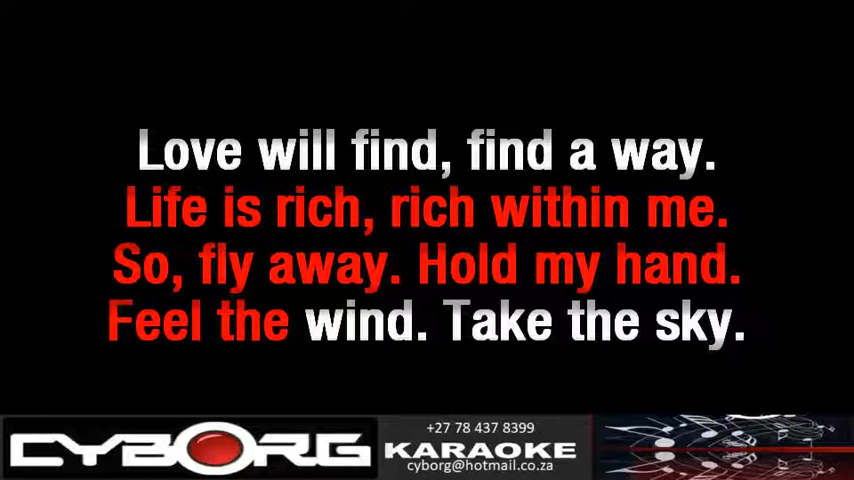 Love will find, find a way.
Life is rich, rich within me.
So, fly away. Hold my hand.
Feel the wind. Take the sky.
CYBORG
+27 78 437 8399
KARAOKE
cyborg@hotmail.co.za